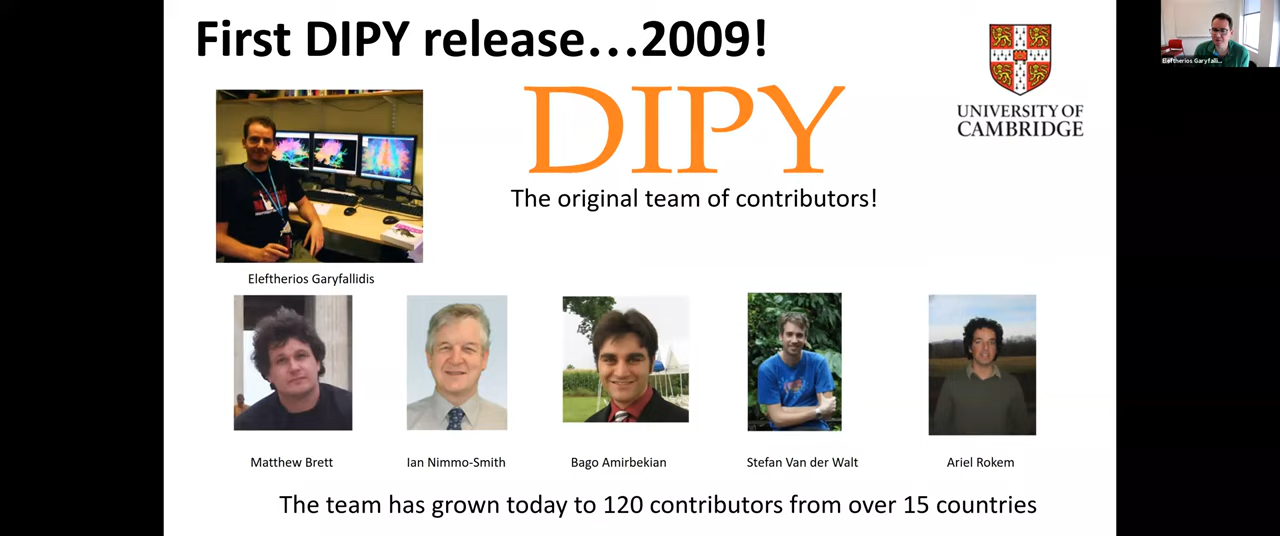 First DIPY release…2009!
DIPY
The original team of contributors!
UNIVERSITY OF
CAMBRIDGE
Eleftherios Garyfalli...
Eleftherios Garyfallidis
Matthew Brett
Ian Nimmo-Smith
Bago Amirbekian
Stefan Van der Walt
Ariel Rokem
The team has grown today to 120 contributors from over 15 countries